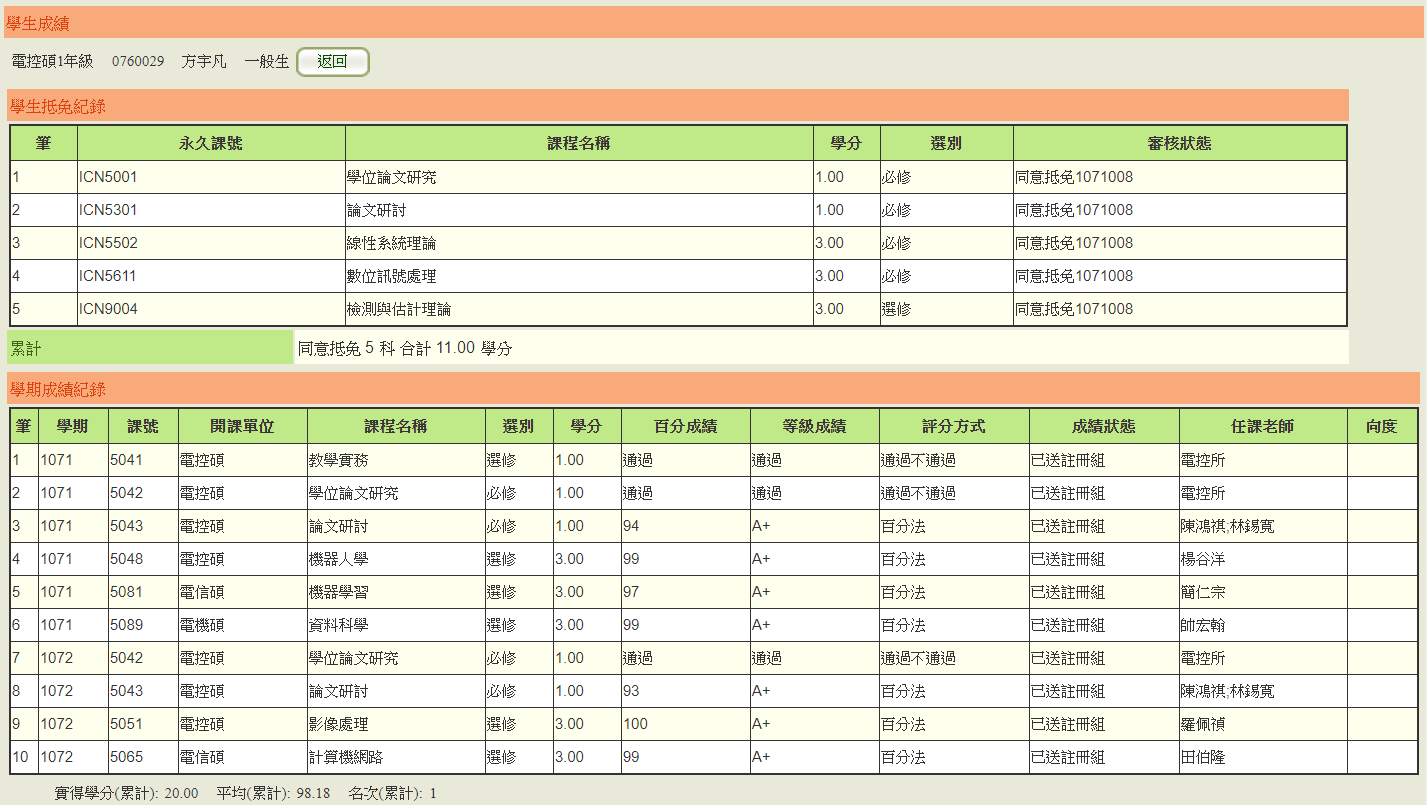 學生成績
電控碩1年級 0760029 方宇凡 一般生 返回
學生抵免紀錄
筆 永久課號 課程名稱 學分 選別 審核狀態
1 ICN5001 學位論文研究 1.00 必修 同意抵免1071008
2 ICN5301 論文研討 1.00 必修 同意抵免1071008
3 ICN5502 線性系統理論 3.00 必修 同意抵免1071008
4 ICN5611 數位訊號處理 3.00 必修 同意抵免1071008
5 ICN9004 檢測與估計理論 3.00 選修 同意抵免1071008
累計 同意抵免 5 科 合計 11.00 學分
學期成績紀錄
筆 學期 課號 開課單位 課程名稱 選別 學分 百分成績 等級成績 評分方式 成績狀態 任課老師 向度
1 1071 5041 電控碩 教學實務 選修 1.00 通過 通過 通過不通過 已送註冊組 電控所
2 1071 5042 電控碩 學位論文研究 必修 1.00 通過 通過 通過不通過 已送註冊組 電控所
3 1071 5043 電控碩 論文研討 必修 1.00 94 A+ 百分法 已送註冊組 陳鴻祺;林錫寬
4 1071 5048 電控碩 機器人學 選修 3.00 99 A+ 百分法 已送註冊組 楊谷洋
5 1071 5081 電信碩 機器學習 選修 3.00 97 A+ 百分法 已送註冊組 簡仁宗
6 1071 5089 電機碩 資料科學 選修 3.00 99 A+ 百分法 已送註冊組 帥宏翰
7 1072 5042 電控碩 學位論文研究 必修 1.00 通過 通過 通過不通過 已送註冊組 電控所
8 1072 5043 電控碩 論文研討 必修 1.00 93 A+ 百分法 已送註冊組 陳鴻祺;林錫寬
9 1072 5051 電控碩 影像處理 選修 3.00 100 A+ 百分法 已送註冊組 羅佩禎
10 1072 5065 電信碩 計算機網路 選修 3.00 99 A+ 百分法 已送註冊組 田伯隆
實得學分(累計): 20.00 平均(累計): 98.18 名次(累計): 1